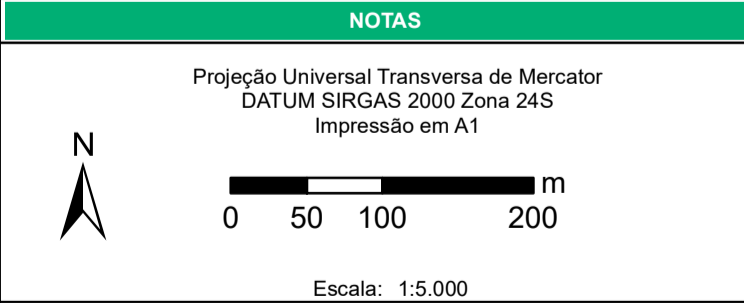 NOTAS
Projeção Universal Transversa de Mercator
DATUM SIRGAS 2000 Zona 24S
Impressão em A1
N
m
0 50 100 200
Escala: 1:5.000